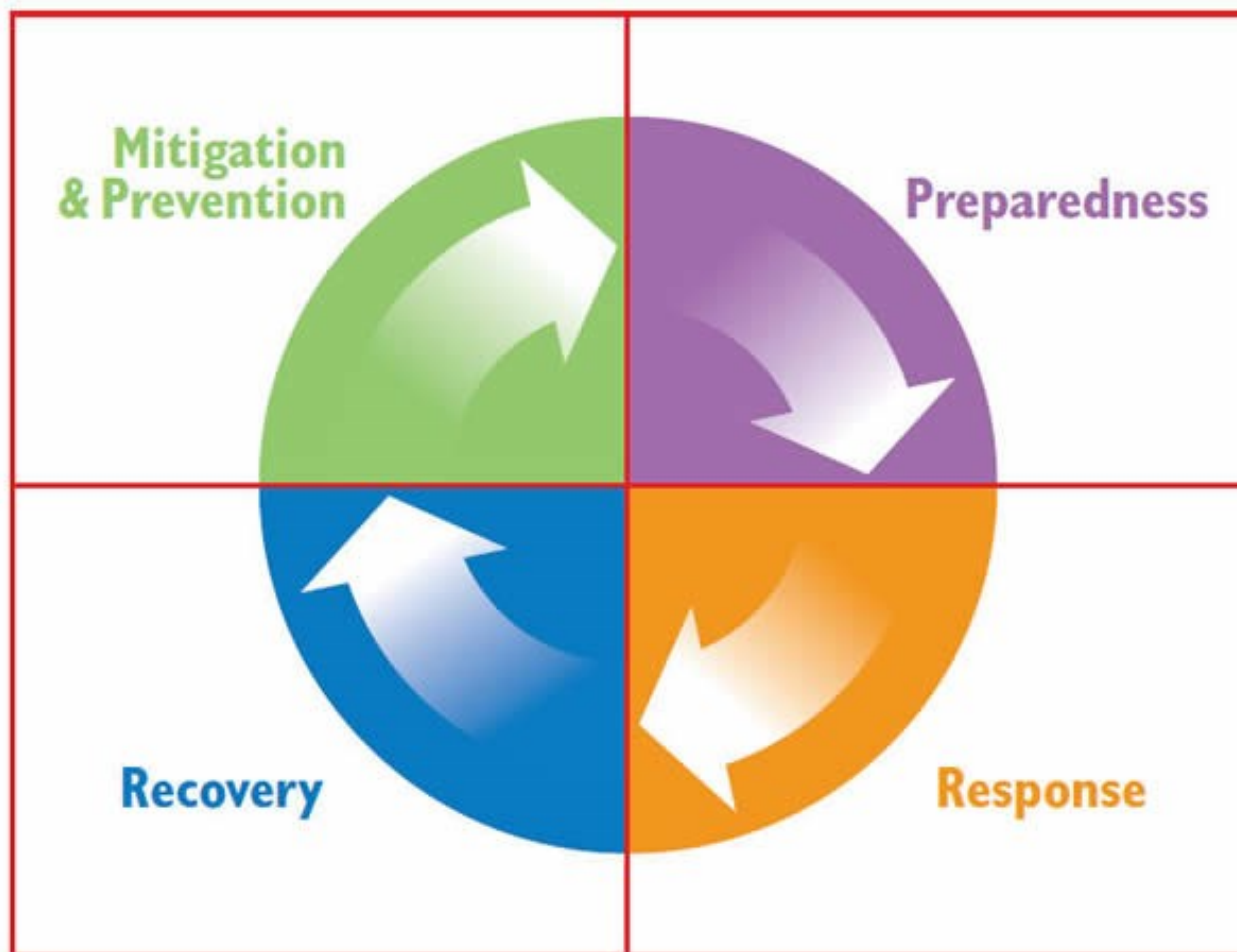 Mitigation
& Prevention
Preparedness
Recovery
Response